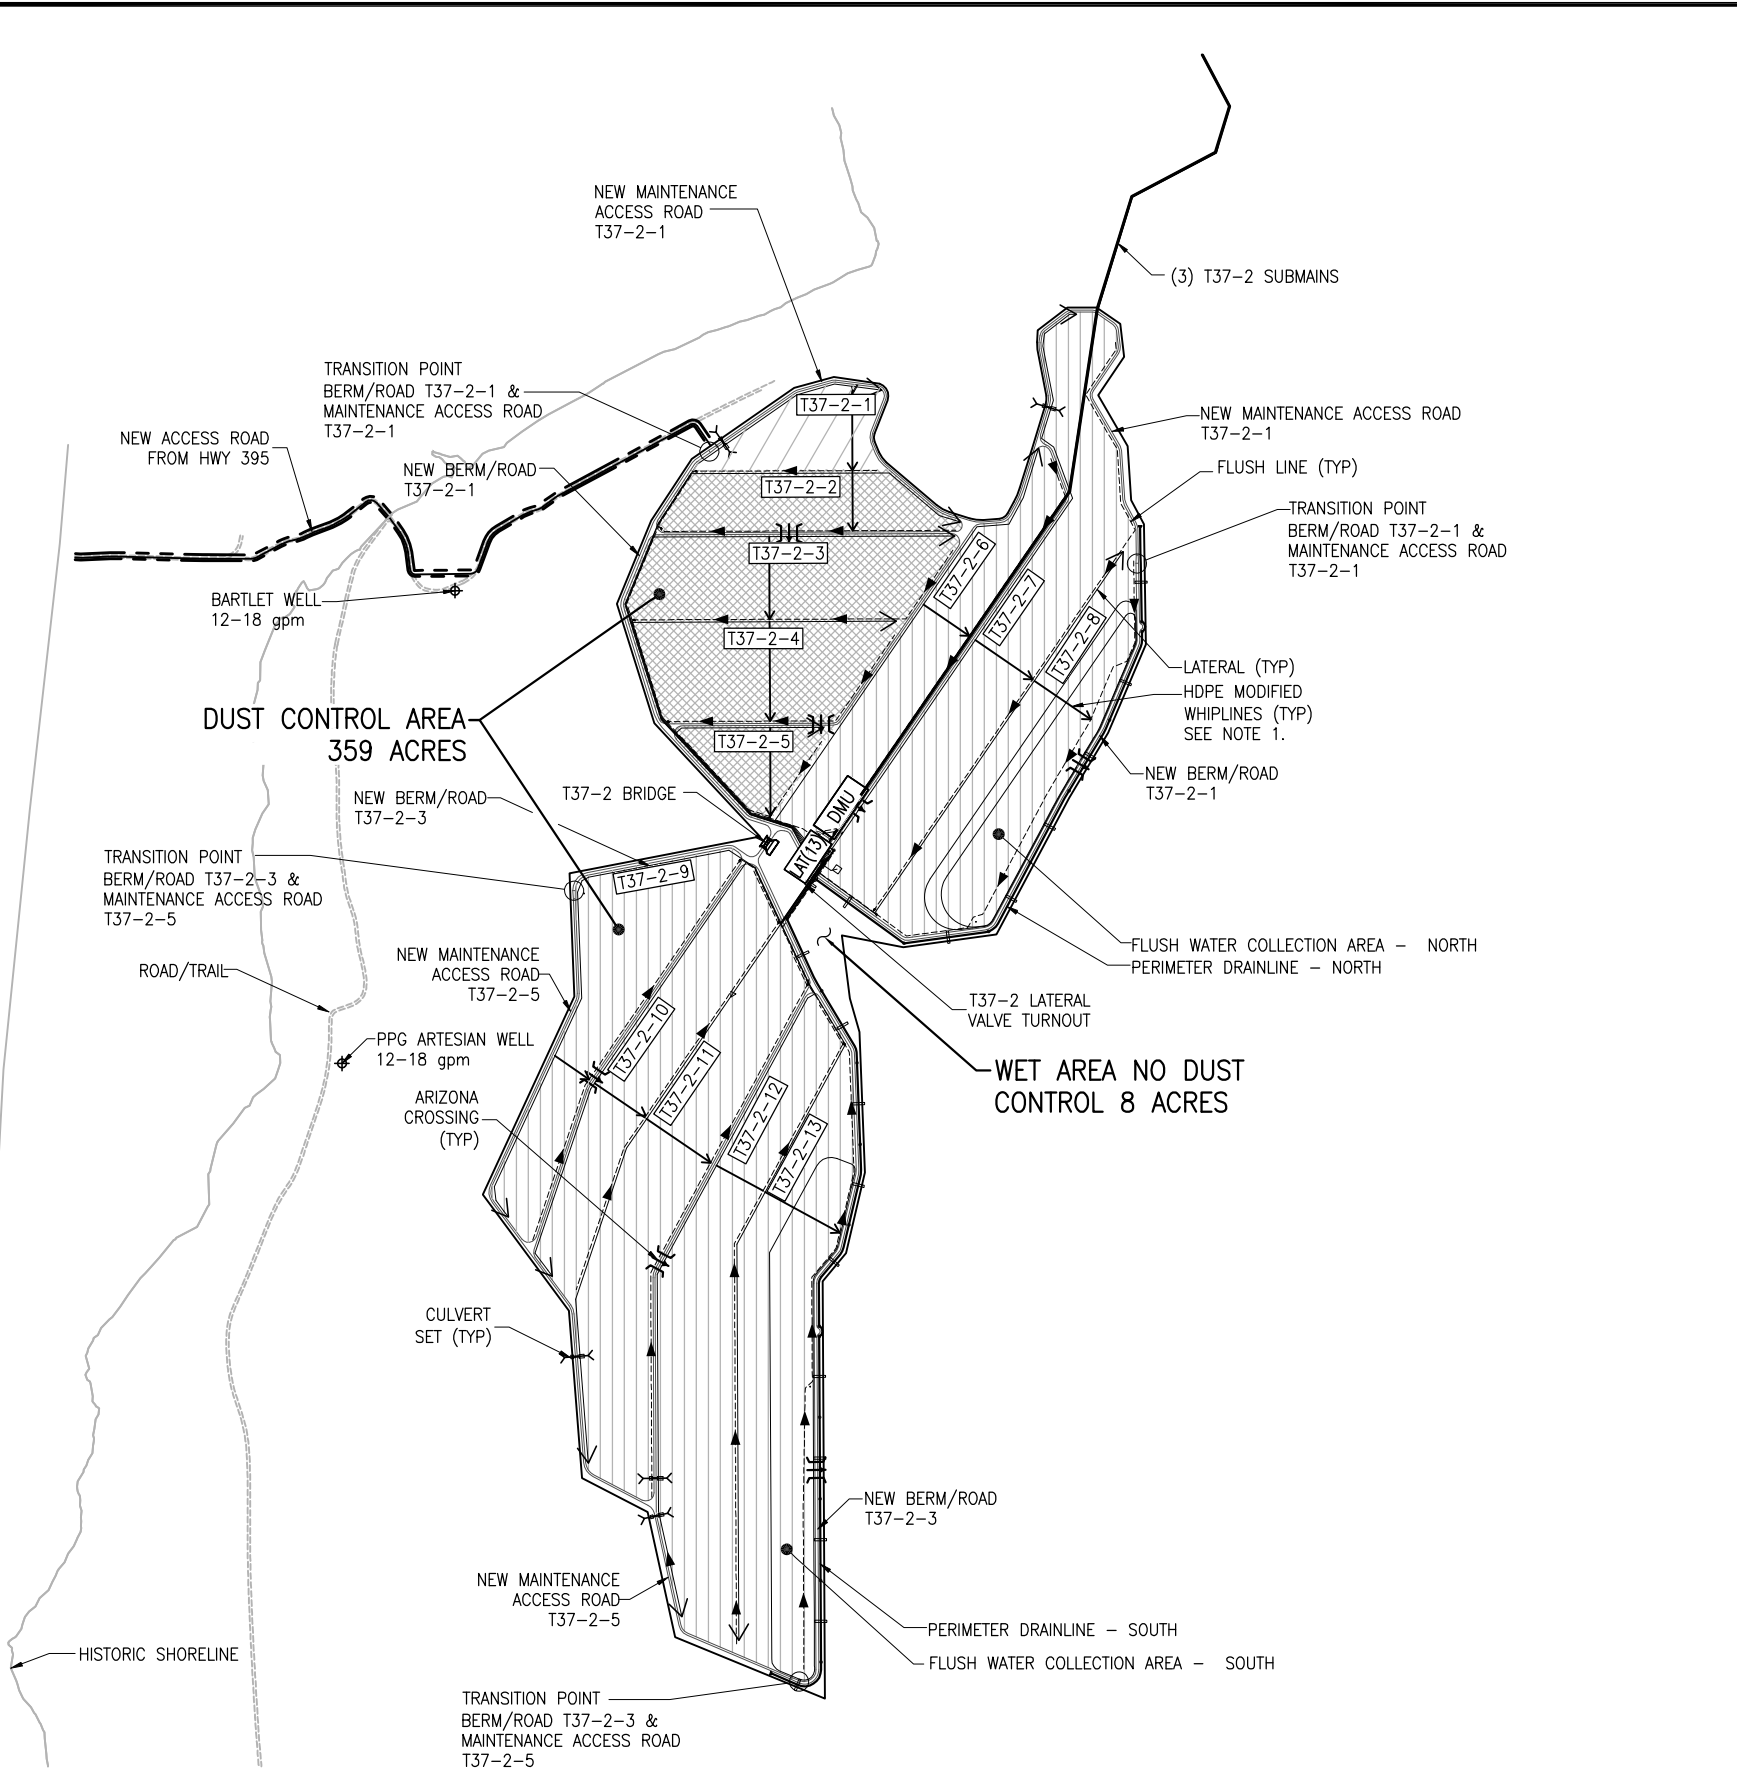 NEW MAINTENANCE
ACCESS ROAD
T37-2-1
(3) T37-2 SUBMAINS
TRANSITION POINT
BERM/ROAD T37-2-1 &
MAINTENANCE ACCESS ROAD
T37-2-1
NEW ACCESS ROAD
FROM HWY 395
NEW BERM/ROAD
T37-2-1
T37-2-1
T37-2-2
T37-2-3
T37-2-4
T37-2-5
T37-2-6
T37-2-7
T37-2-8
NEW MAINTENANCE ACCESS ROAD
T37-2-1
FLUSH LINE (TYP)
TRANSITION POINT
BERM/ROAD T37-2-1 &
MAINTENANCE ACCESS ROAD
T37-2-1
BARTLET WELL
12-18 gpm
LATERAL (TYP)
HDPE MODIFIED
WHIPLINES (TYP)
SEE NOTE 1.
DUST CONTROL AREA
359 ACRES
NEW BERM/ROAD
T37-2-1
T37-2 BRIDGE
DMU
LAT(13)
NEW BERM/ROAD
T37-2-3
TRANSITION POINT
BERM/ROAD T37-2-3 &
MAINTENANCE ACCESS ROAD
T37-2-5
T37-2-9
NEW MAINTENANCE
ACCESS ROAD
T37-2-5
ROAD/TRAIL
FLUSH WATER COLLECTION AREA - NORTH
PERIMETER DRAINLINE - NORTH
T37-2 LATERAL
VALVE TURNOUT
PPG ARTESIAN WELL
12-18 gpm
WET AREA NO DUST
CONTROL 8 ACRES
T37-2-10
T37-2-11
T37-2-12
T37-2-13
ARIZONA
CROSSING
(TYP)
CULVERT
SET (TYP)
NEW BERM/ROAD
T37-2-3
NEW MAINTENANCE
ACCESS ROAD
T37-2-5
PERIMETER DRAINLINE - SOUTH
FLUSH WATER COLLECTION AREA - SOUTH
HISTORIC SHORELINE
TRANSITION POINT
BERM/ROAD T37-2-3 &
MAINTENANCE ACCESS ROAD
T37-2-5